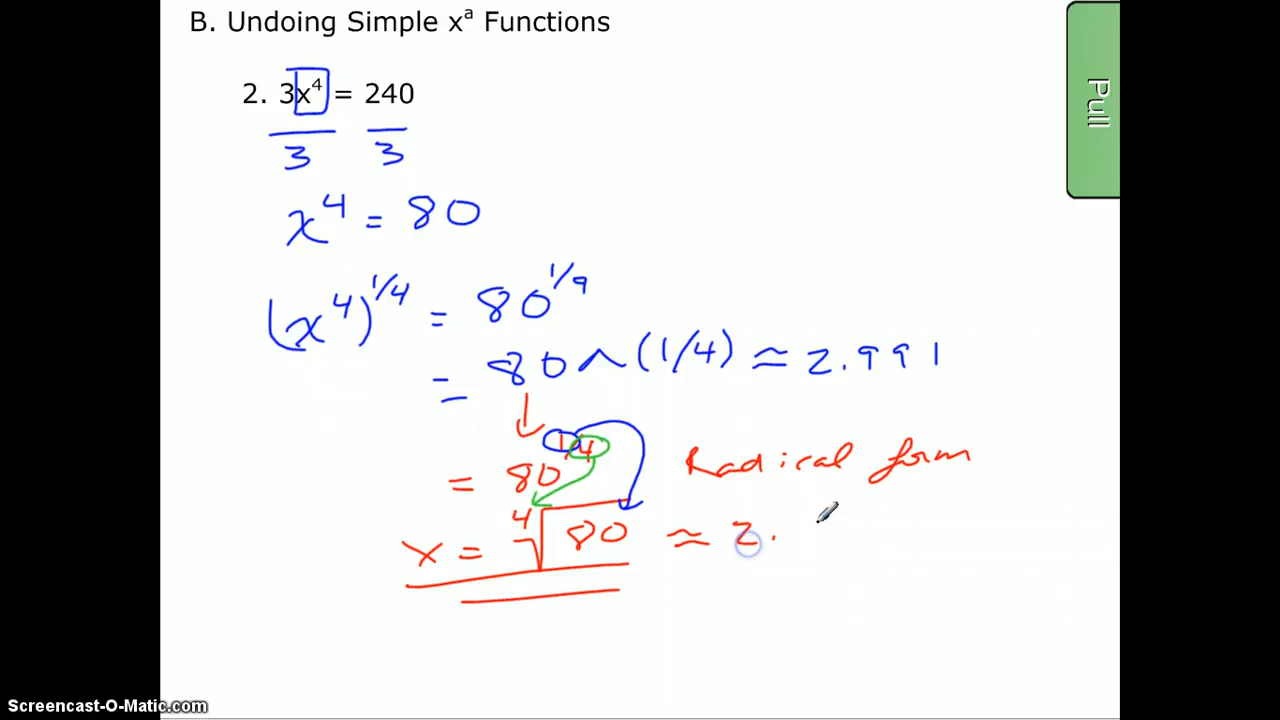 B. Undoing Simple xᵃ Functions
Pull
2. 3x⁴ = 240
3 3
x⁴ = 80
(x⁴)^1/4 = 80^1/9
= 80^(1/4) ≈ 2.991
= 80^1/4 Radical form
x = ⁴√80 ≈ 2.
Screencast-O-Matic.com